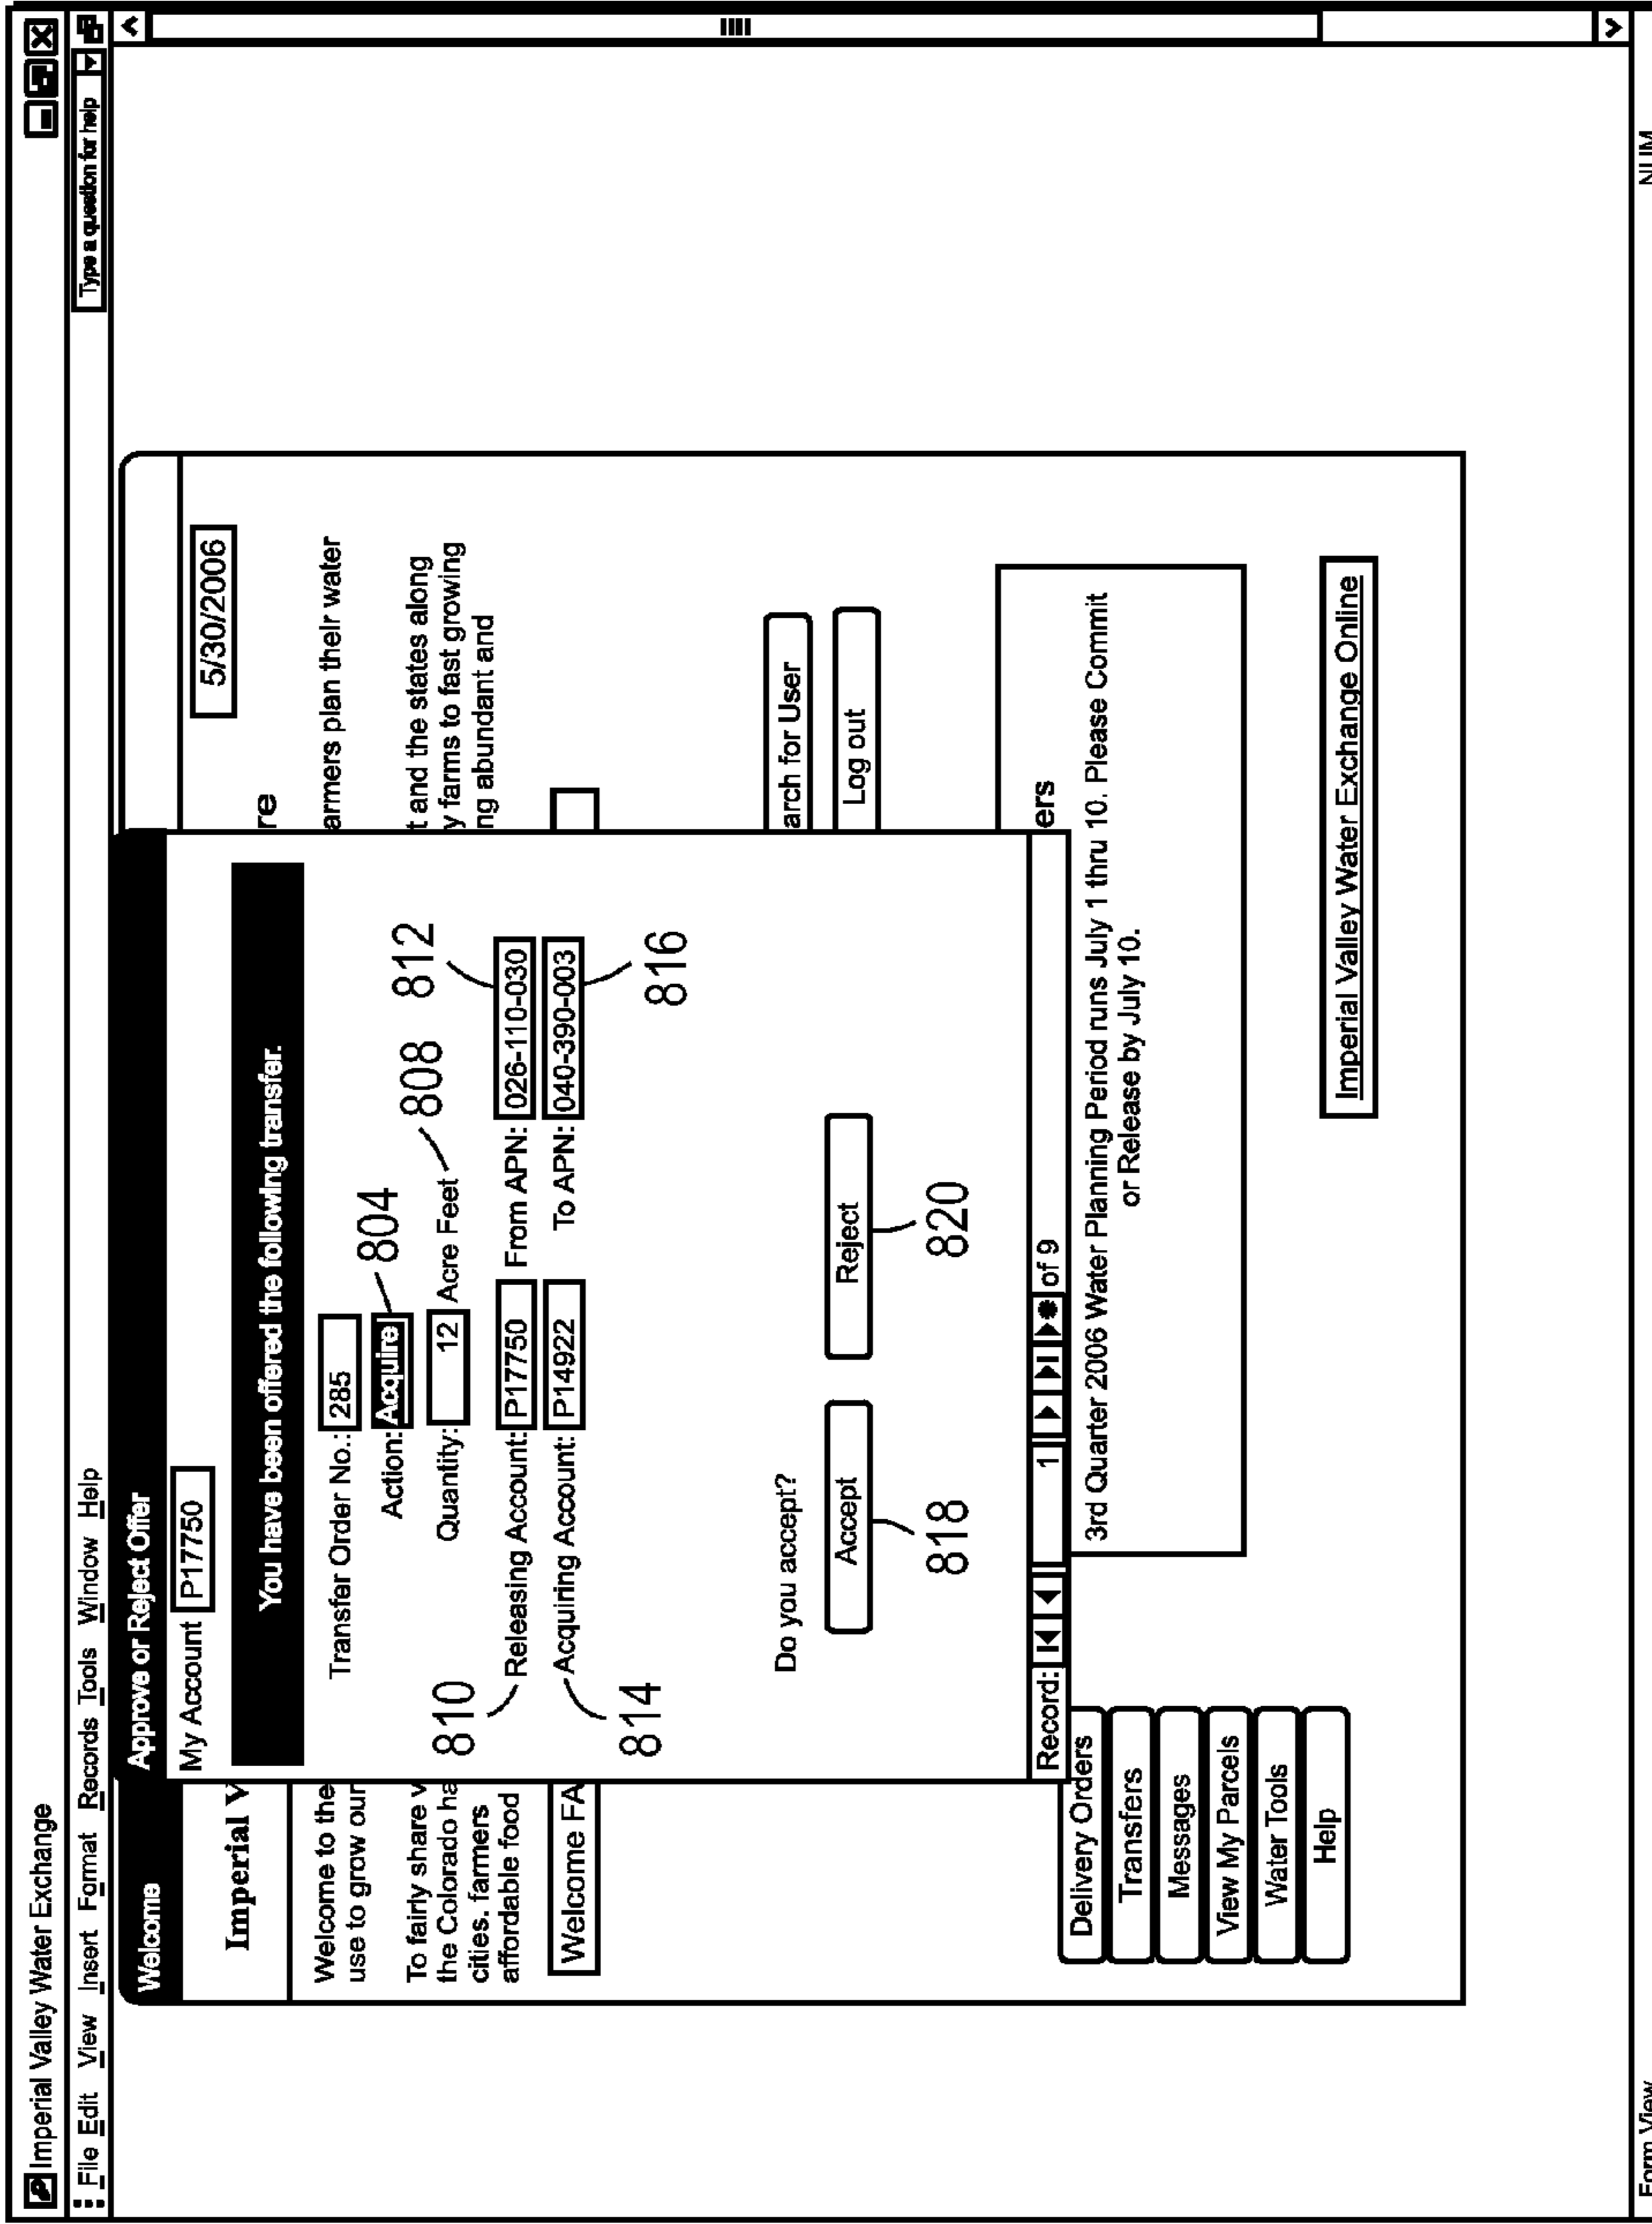 Imperial Valley Water Exchange
File Edit View Insert Format Records Tools Window Help
Type a question for help
Welcome
Approve or Reject Offer
My Account P17750
5/30/2006
Imperial V
re
You have been offered the following transfer.
Welcome to the
armers plan their water
use to grow our
Transfer Order No.: 285
804
Action: Acquire
812
To fairly share v
t and the states along
808
the Colorado ha
y farms to fast growing
810
Quantity: 12 Acre Feet
cities. farmers
ng abundant and
affordable food
Releasing Account: P17750 From APN: 026-110-030
Acquiring Account: P14922 To APN: 040-390-003
Welcome FA
814
816
Do you accept?
arch for User
Accept
Reject
Log out
818
820
Record: 1 of 9
ers
Delivery Orders
3rd Quarter 2006 Water Planning Period runs July 1 thru 10. Please Commit
or Release by July 10.
Transfers
Messages
View My Parcels
Water Tools
Help
Imperial Valley Water Exchange Online
Form View
NUM